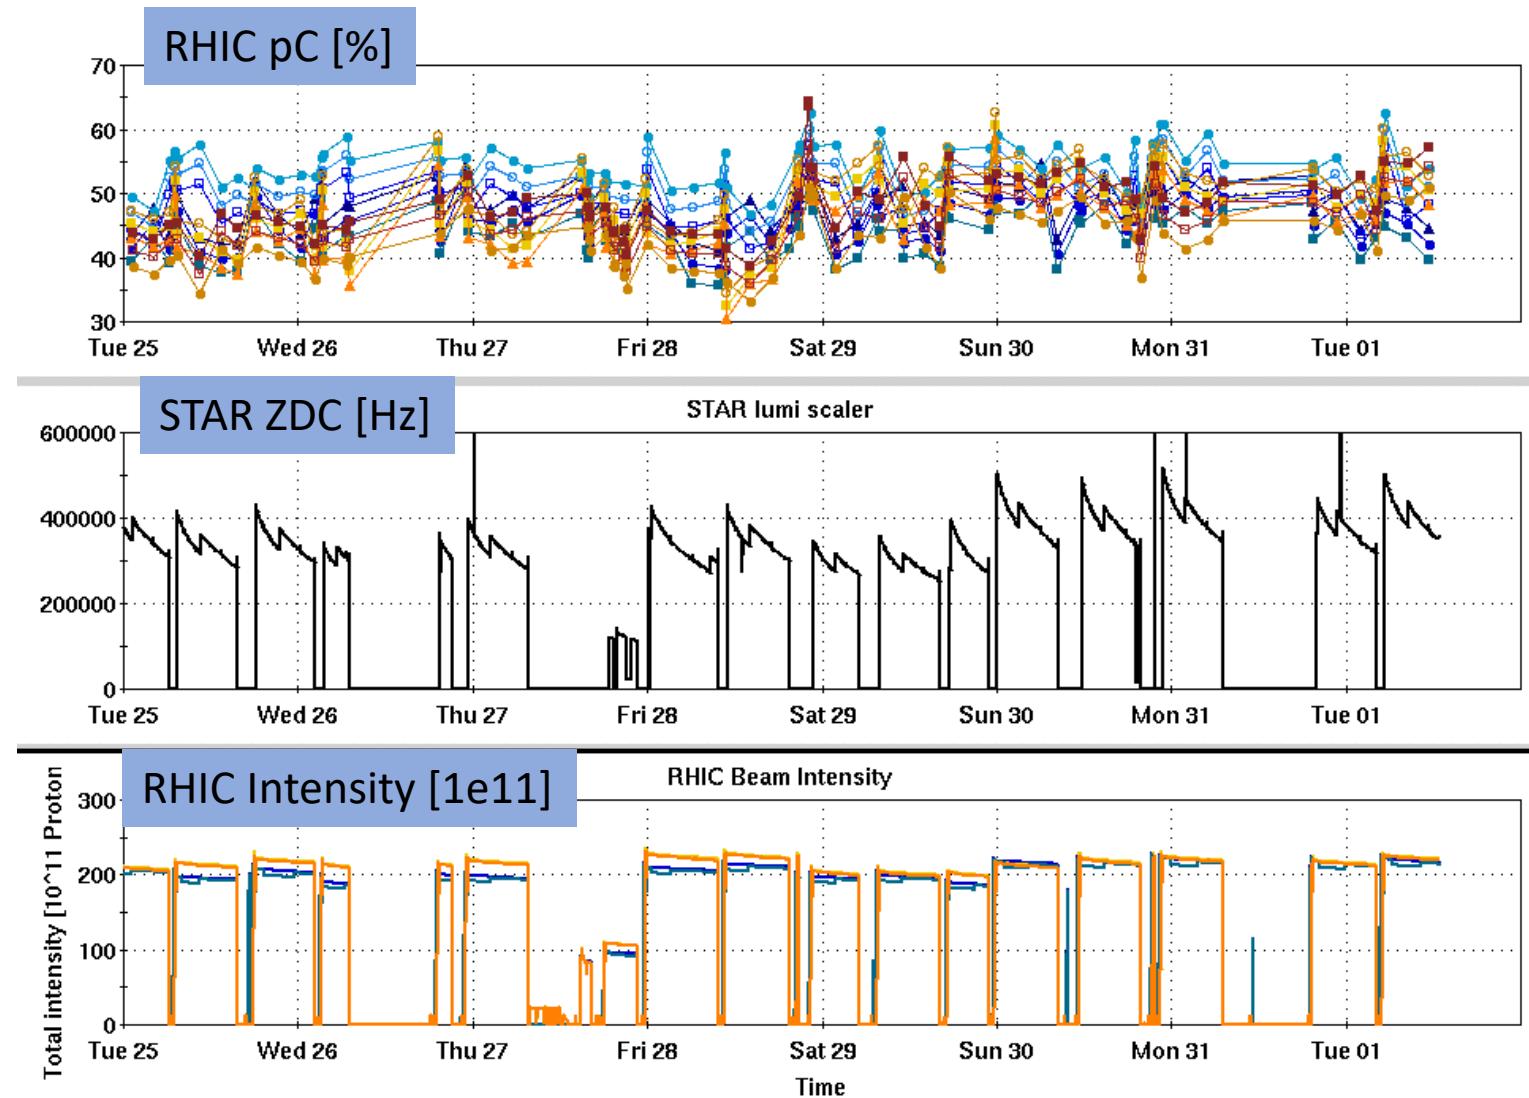 RHIC pC [%]
70
60
50
40
30
Tue 25 Wed 26 Thu 27 Fri 28 Sat 29 Sun 30 Mon 31 Tue 01
STAR ZDC [Hz]
STAR lumi scaler
600000
400000
200000
0
Tue 25 Wed 26 Thu 27 Fri 28 Sat 29 Sun 30 Mon 31 Tue 01
RHIC Intensity [1e11]
RHIC Beam Intensity
Total intensity [10^11 Proton
300
200
100
0
Tue 25 Wed 26 Thu 27 Fri 28 Sat 29 Sun 30 Mon 31 Tue 01
Time